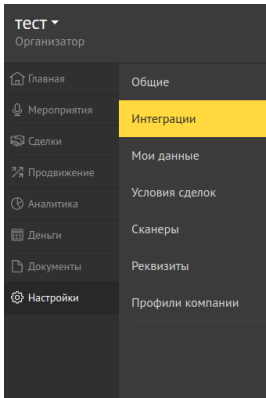 тест
Организатор
Главная
Мероприятия
Сделки
Продвижение
Аналитика
Деньги
Документы
Настройки
Общие
Интеграции
Мои данные
Условия сделок
Сканеры
Реквизиты
Профили компании